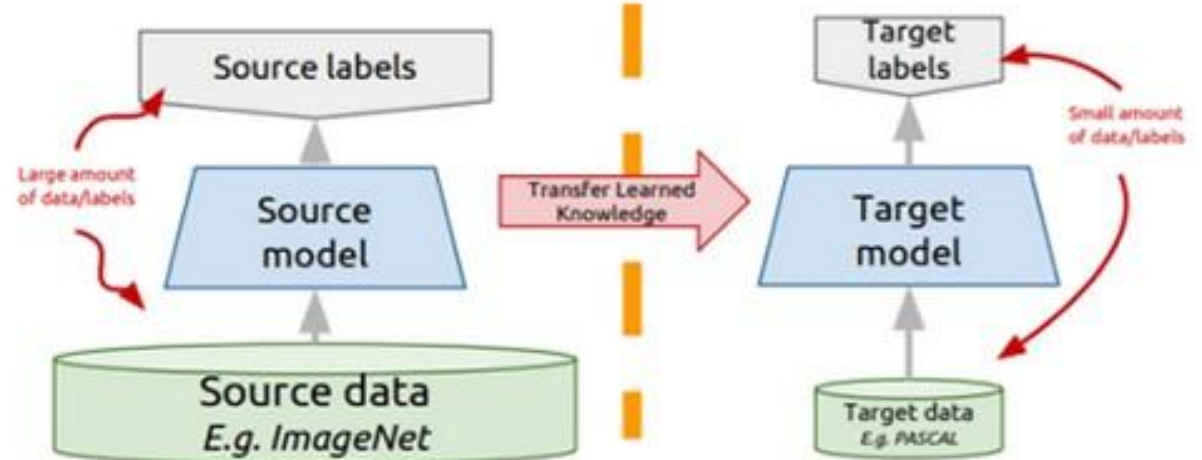 Source labels
Large amount
of data/labels
Source
model
Source data
E.g. ImageNet
Transfer Learned
Knowledge
Target
labels
Small amount
of data/labels
Target
model
Target data
E.g. PASCAL